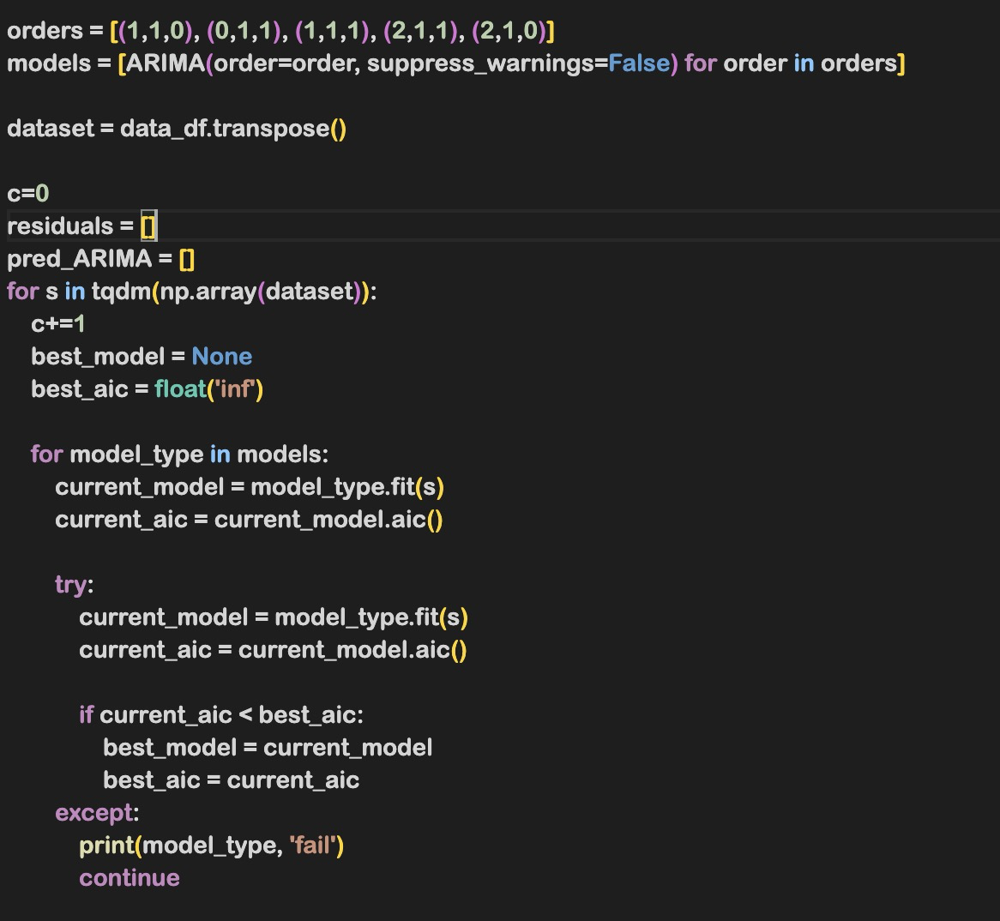 orders = [(1,1,0), (0,1,1), (1,1,1), (2,1,1), (2,1,0)]
models = [ARIMA(order=order, suppress_warnings=False) for order in orders]
dataset = data_df.transpose()
c=0
residuals = []
pred_ARIMA = []
for s in tqdm(np.array(dataset)):
    c+=1
    best_model = None
    best_aic = float('inf')
    for model_type in models:
        current_model = model_type.fit(s)
        current_aic = current_model.aic()
        try:
            current_model = model_type.fit(s)
            current_aic = current_model.aic()
            if current_aic < best_aic:
                best_model = current_model
                best_aic = current_aic
        except:
            print(model_type, 'fail')
            continue